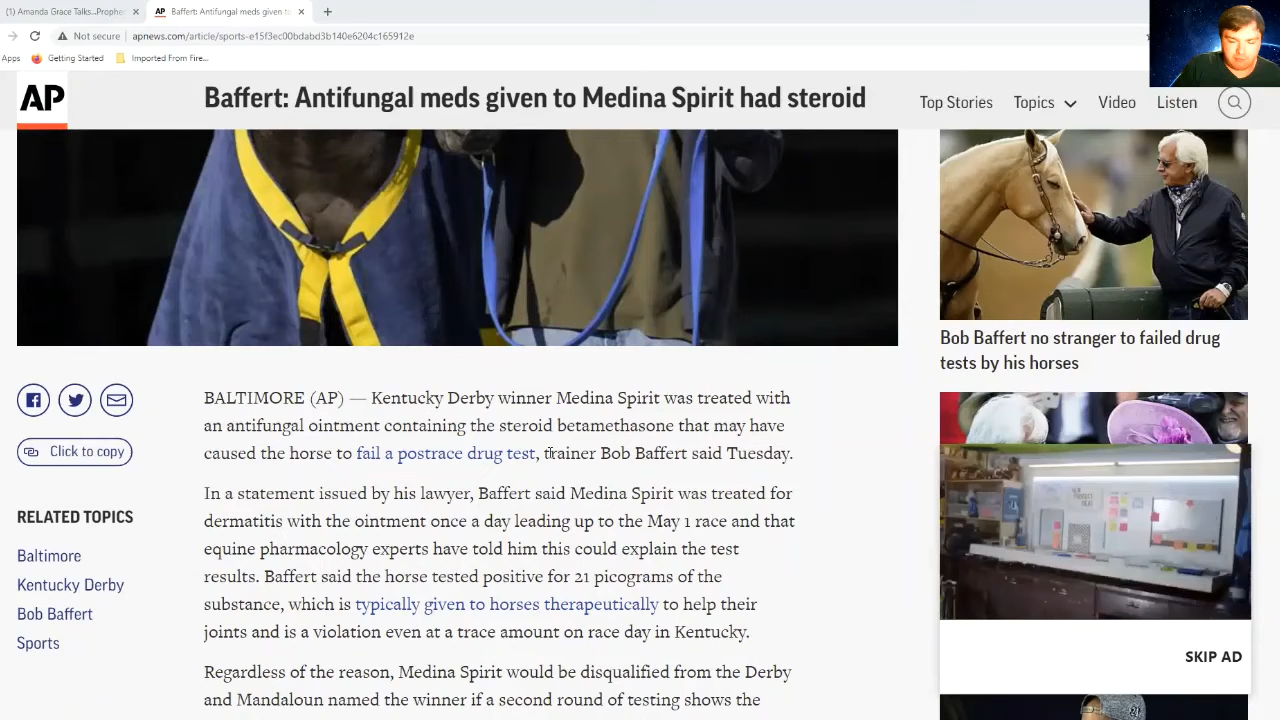 (1) Amanda Grace Talks...Prophe
AP Baffert: Antifungal meds given to
Not secure apnews.com/article/sports-e15f3ec00bdabd3b140e6204c165912e
Apps Getting Started Imported From Fire...
AP
Baffert: Antifungal meds given to Medina Spirit had steroid
Top Stories Topics Video Listen
Bob Baffert no stranger to failed drug
tests by his horses
Click to copy
RELATED TOPICS
Baltimore
Kentucky Derby
Bob Baffert
Sports
BALTIMORE (AP) — Kentucky Derby winner Medina Spirit was treated with
an antifungal ointment containing the steroid betamethasone that may have
caused the horse to fail a postrace drug test, trainer Bob Baffert said Tuesday.
In a statement issued by his lawyer, Baffert said Medina Spirit was treated for
dermatitis with the ointment once a day leading up to the May 1 race and that
equine pharmacology experts have told him this could explain the test
results. Baffert said the horse tested positive for 21 picograms of the
substance, which is typically given to horses therapeutically to help their
joints and is a violation even at a trace amount on race day in Kentucky.
Regardless of the reason, Medina Spirit would be disqualified from the Derby
and Mandaloun named the winner if a second round of testing shows the
SKIP AD